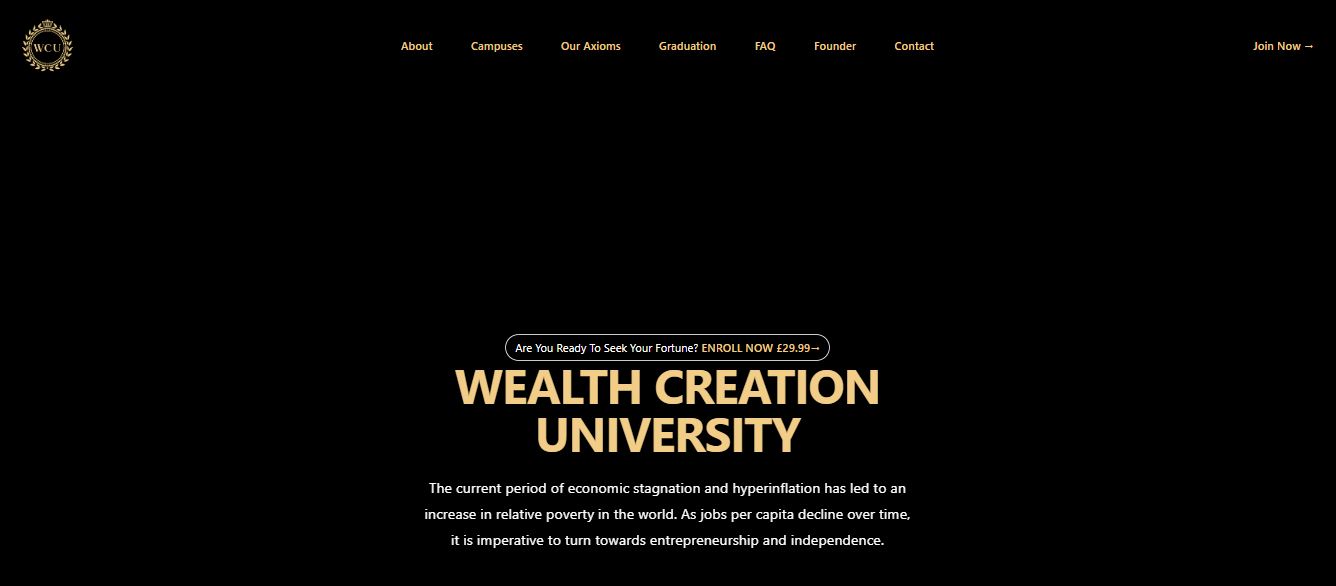 WCU
About
Campuses
Our Axioms
Graduation
FAQ
Founder
Contact
Join Now →
Are You Ready To Seek Your Fortune? ENROLL NOW £29.99→
WEALTH CREATION
UNIVERSITY
The current period of economic stagnation and hyperinflation has led to an
increase in relative poverty in the world. As jobs per capita decline over time,
it is imperative to turn towards entrepreneurship and independence.